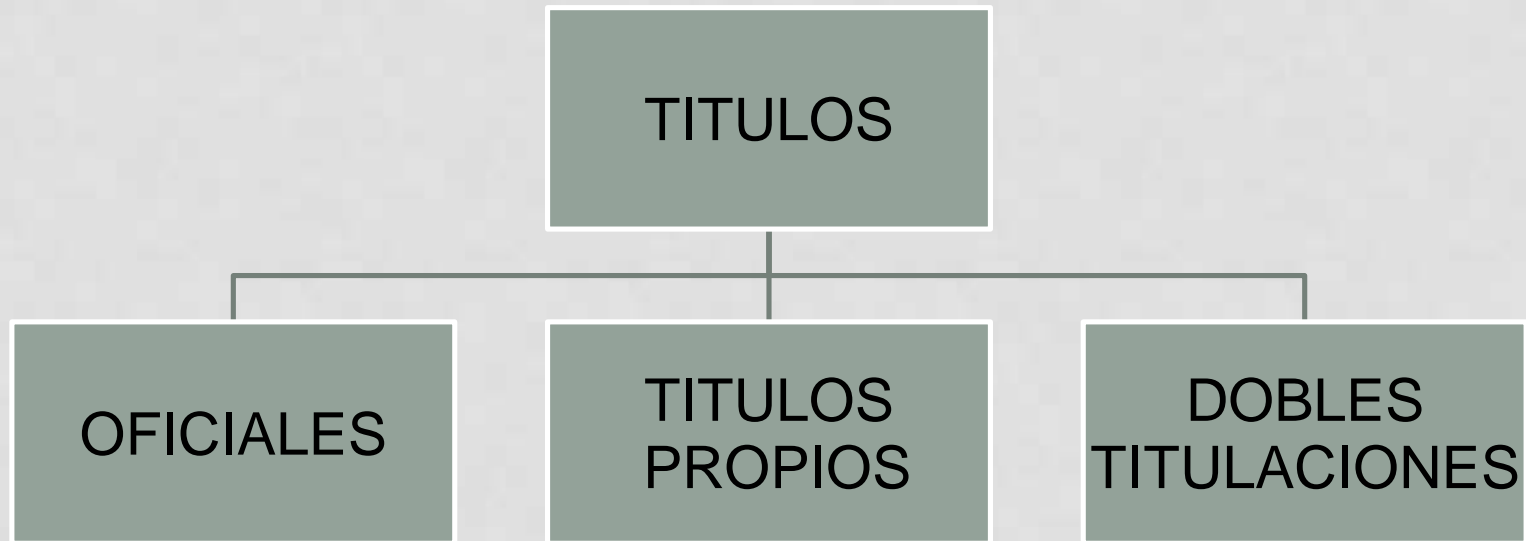 TITULOS
OFICIALES
TITULOS
PROPIOS
DOBLES
TITULACIONES